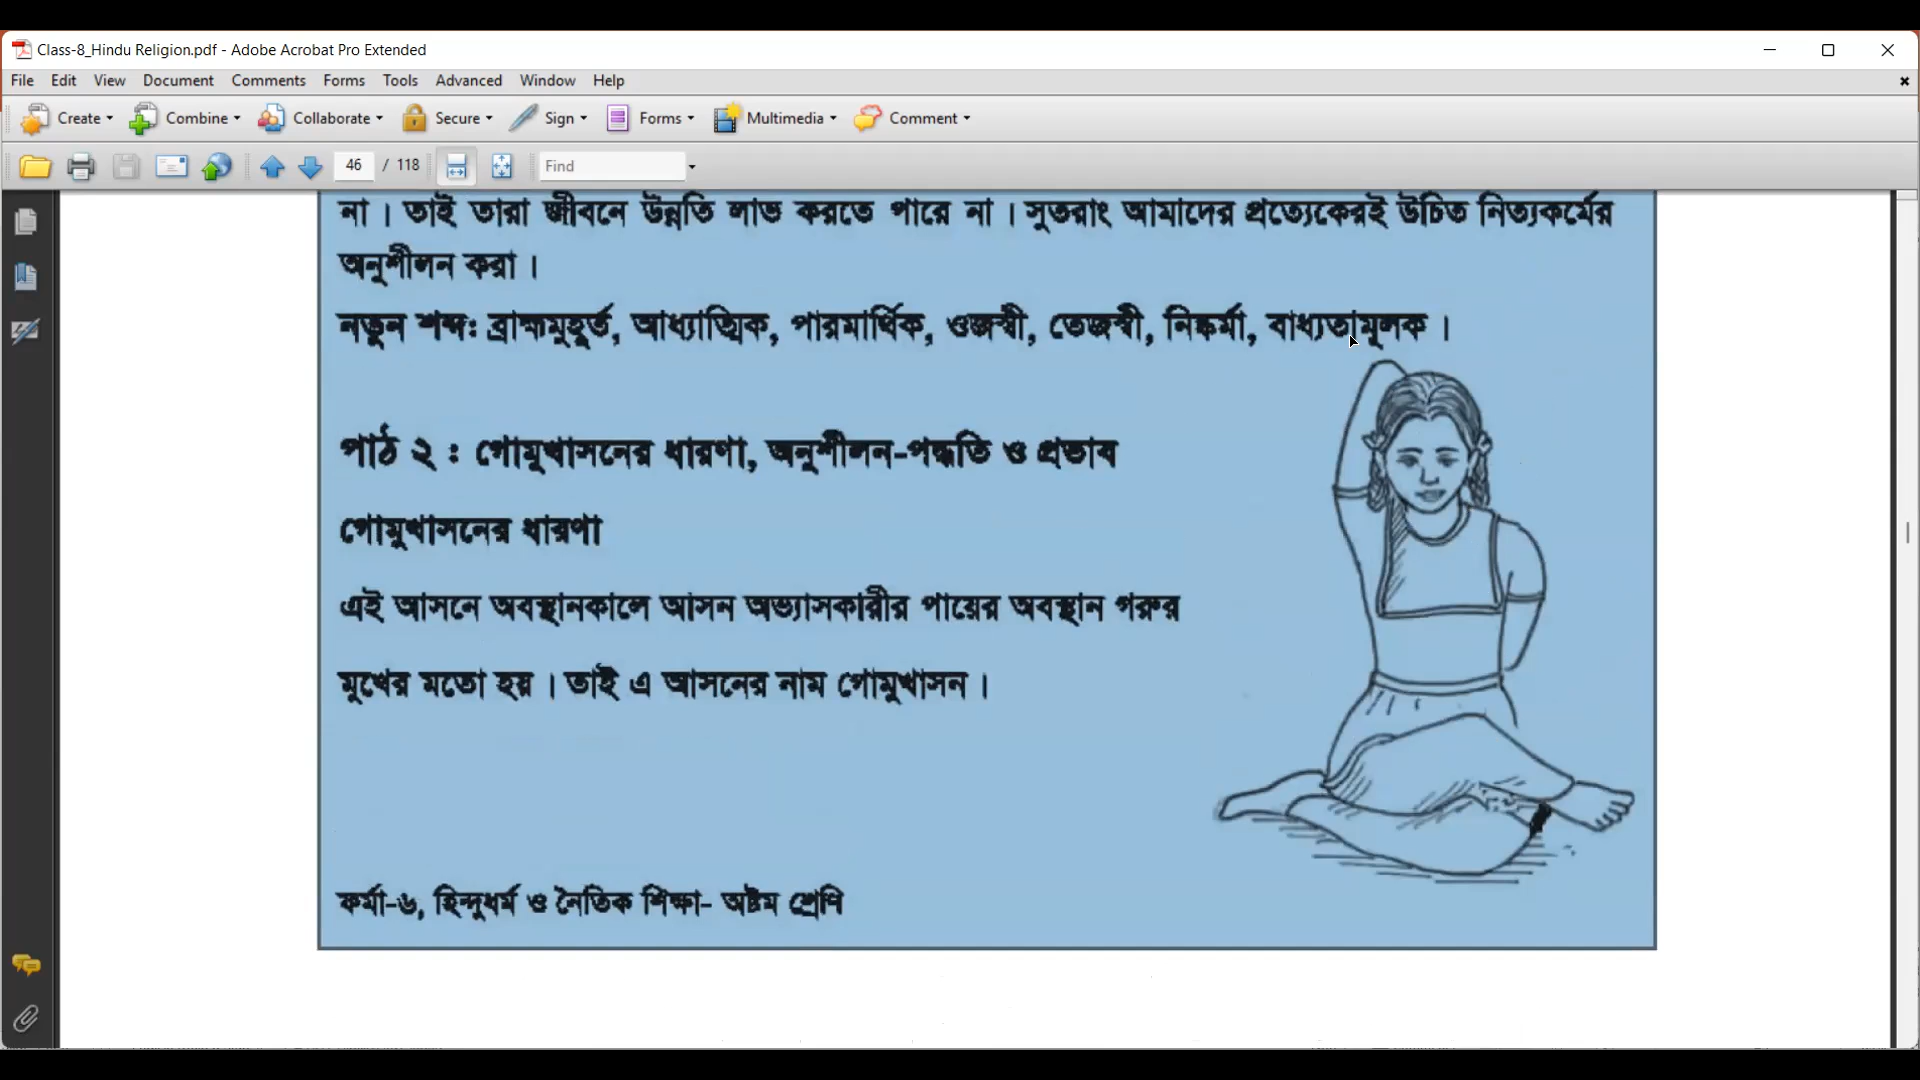 Class-8_Hindu Religion.pdf - Adobe Acrobat Pro Extended
File Edit View Document Comments Forms Tools Advanced Window Help
Create Combine Collaborate Secure Sign Forms Multimedia Comment
46 / 118 Find
না । তাই তারা জীবনে উন্নতি লাভ করতে পারে না । সুতরাং আমাদের প্রত্যেকেরই উচিত নিত্যকর্মের
অনুশীলন করা ।
নতুন শব্দ: ব্রাহ্মমুহূর্ত, আধ্যাত্মিক, পারমার্থিক, ওজস্বী, তেজস্বী, নিষ্কর্মা, বাধ্যতামূলক ।
পাঠ ২ : গোমুখাসনের ধারণা, অনুশীলন-পদ্ধতি ও প্রভাব
গোমুখাসনের ধারণা
এই আসনে অবস্থানকালে আসন অভ্যাসকারীর পায়ের অবস্থান গরুর
মুখের মতো হয় । তাই এ আসনের নাম গোমুখাসন ।
ফর্মা-৬, হিন্দুধর্ম ও নৈতিক শিক্ষা- অষ্টম শ্রেণি